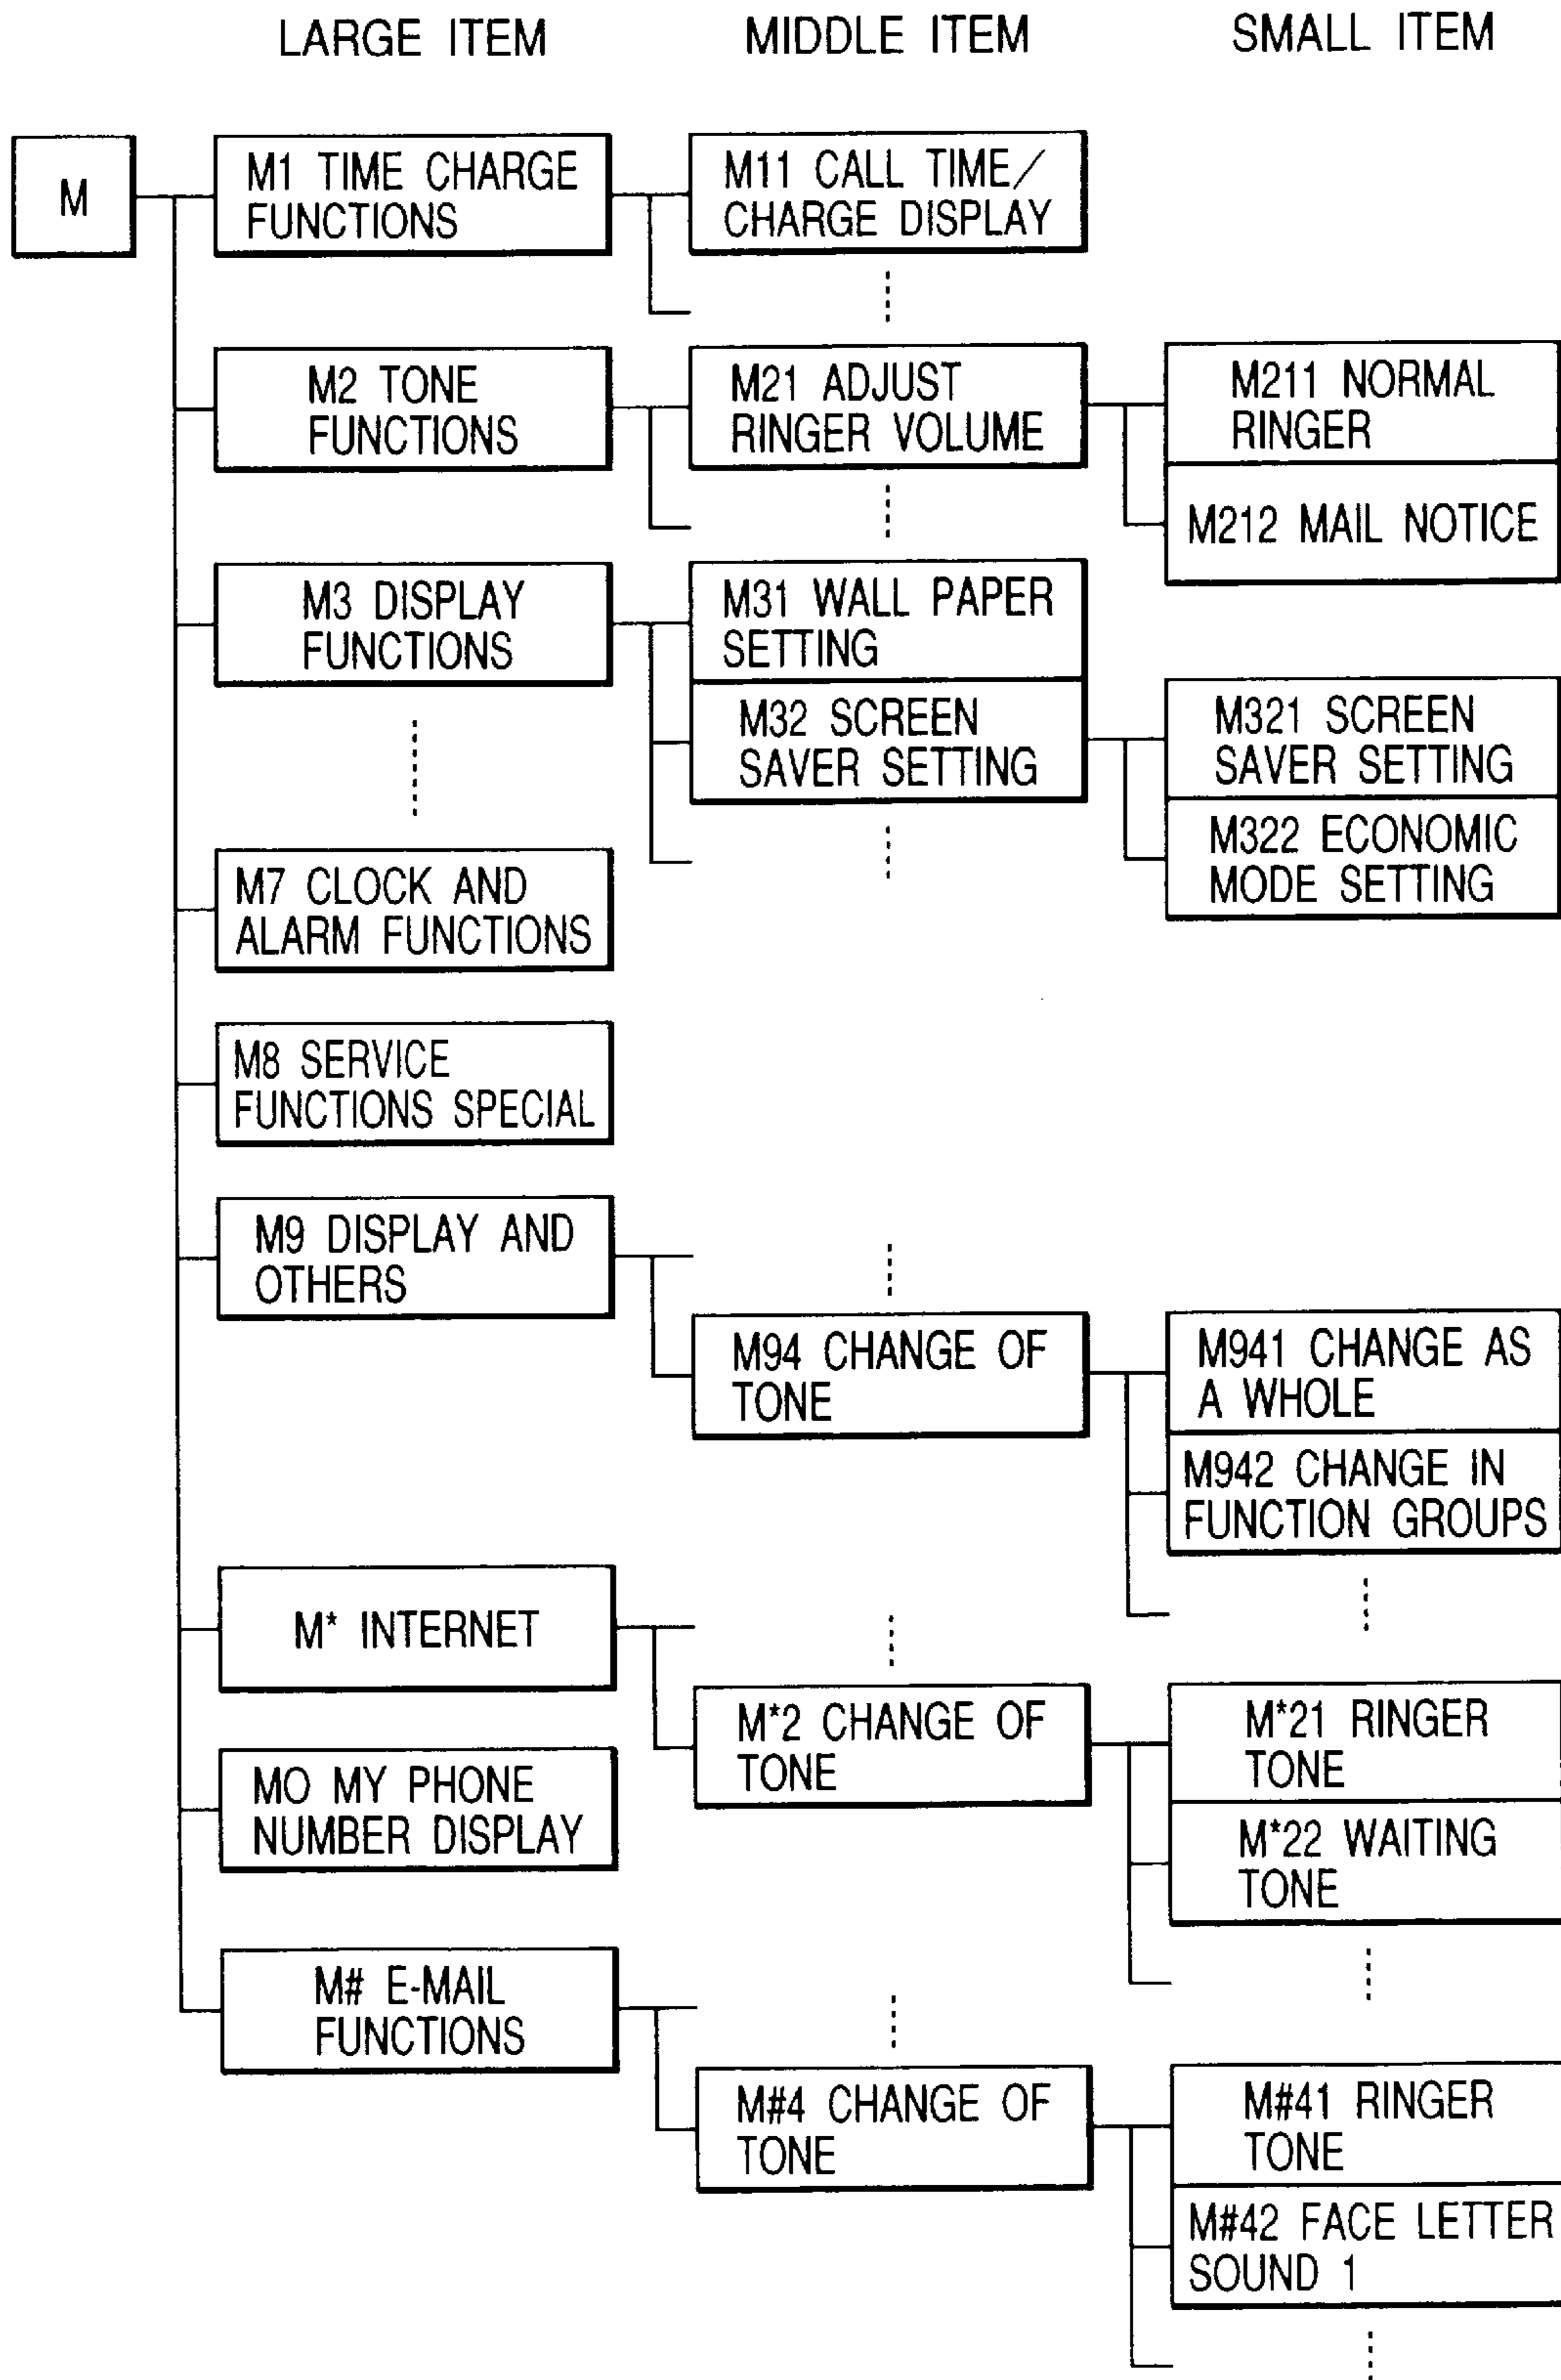 LARGE ITEM
MIDDLE ITEM
SMALL ITEM
M
M1 TIME CHARGE
FUNCTIONS
M11 CALL TIME/
CHARGE DISPLAY
M2 TONE
FUNCTIONS
M21 ADJUST
RINGER VOLUME
M211 NORMAL
RINGER
M212 MAIL NOTICE
M3 DISPLAY
FUNCTIONS
M31 WALL PAPER
SETTING
M32 SCREEN
SAVER SETTING
M321 SCREEN
SAVER SETTING
M322 ECONOMIC
MODE SETTING
M7 CLOCK AND
ALARM FUNCTIONS
M8 SERVICE
FUNCTIONS SPECIAL
M9 DISPLAY AND
OTHERS
M94 CHANGE OF
TONE
M941 CHANGE AS
A WHOLE
M942 CHANGE IN
FUNCTION GROUPS
M* INTERNET
M*2 CHANGE OF
TONE
M*21 RINGER
TONE
M*22 WAITING
TONE
MO MY PHONE
NUMBER DISPLAY
M# E-MAIL
FUNCTIONS
M#4 CHANGE OF
TONE
M#41 RINGER
TONE
M#42 FACE LETTER
SOUND 1